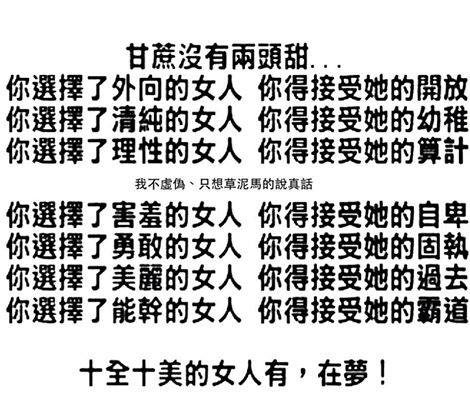 甘蔗沒有兩頭甜...
你選擇了外向的女人 你得接受她的開放
你選擇了清純的女人 你得接受她的幼稚
你選擇了理性的女人 你得接受她的算計
我不虛偽、只想草泥馬的說真話
你選擇了害羞的女人 你得接受她的自卑
你選擇了勇敢的女人 你得接受她的固執
你選擇了美麗的女人 你得接受她的過去
你選擇了能幹的女人 你得接受她的霸道
十全十美的女人有，在夢！